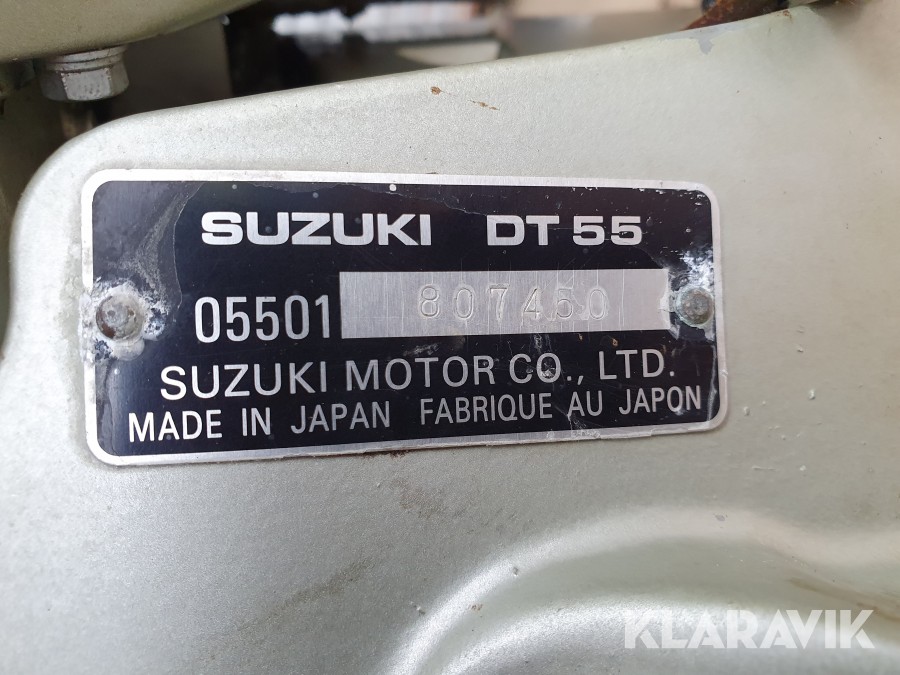 SUZUKI DT 55
05501 807450
SUZUKI MOTOR CO., LTD.
MADE IN JAPAN FABRIQUE AU JAPON
KLARAVIK